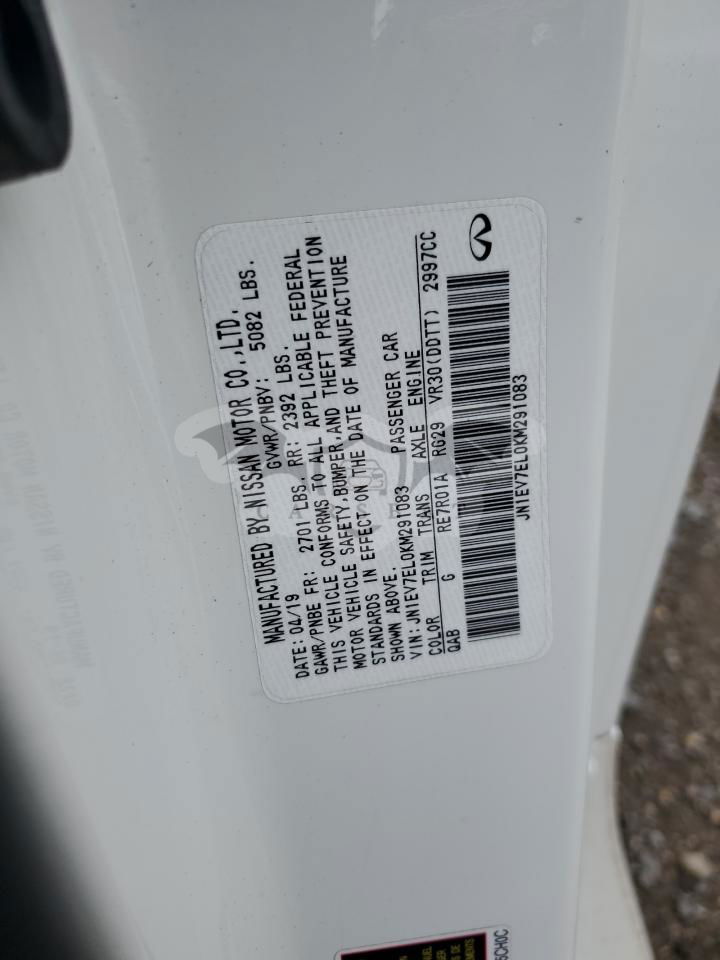 MANUFACTURED BY NISSAN MOTOR CO.,LTD.
DATE: 04/19 GVWR/PNBV: 5082 LBS.
GAWR/PNBE FR: 2701 LBS. RR: 2392 LBS.
THIS VEHICLE CONFORMS TO ALL APPLICABLE FEDERAL
MOTOR VEHICLE SAFETY,BUMPER,AND THEFT PREVENTION
STANDARDS IN EFFECT ON THE DATE OF MANUFACTURE
SHOWN ABOVE.
VIN: JN1EV7EL0KM291083 PASSENGER CAR
COLOR TRIM TRANS AXLE ENGINE
QAB G RE7R01A RG29 VR30(DDTT) 2997CC
JN1EV7EL0KM291083